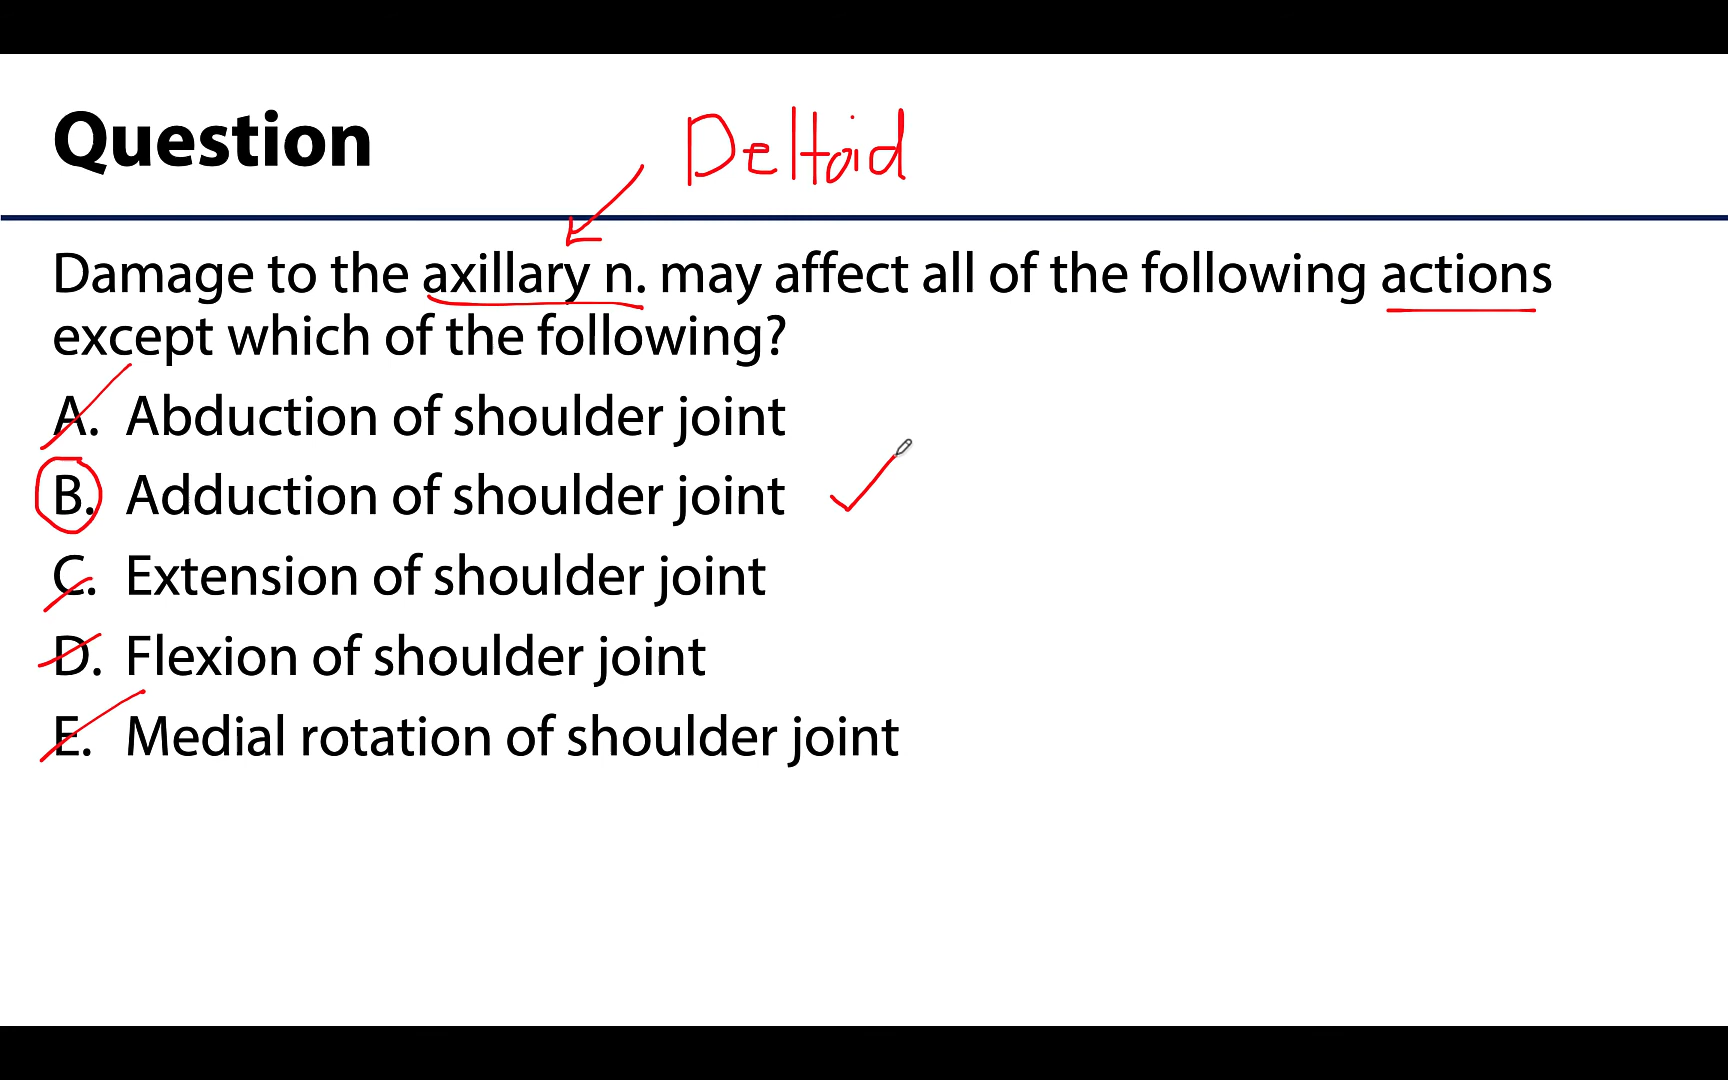 Question
Deltoid
Damage to the axillary n. may affect all of the following actions
except which of the following?
A. Abduction of shoulder joint
B. Adduction of shoulder joint
C. Extension of shoulder joint
D. Flexion of shoulder joint
E. Medial rotation of shoulder joint